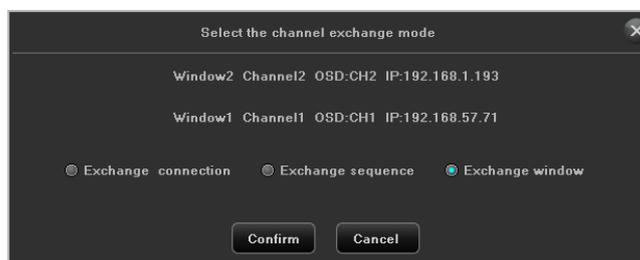 Select the channel exchange mode
Window2 Channel2 OSD:CH2 IP:192.168.1.193
Window1 Channel1 OSD:CH1 IP:192.168.57.71
Exchange connection Exchange sequence Exchange window
Confirm Cancel